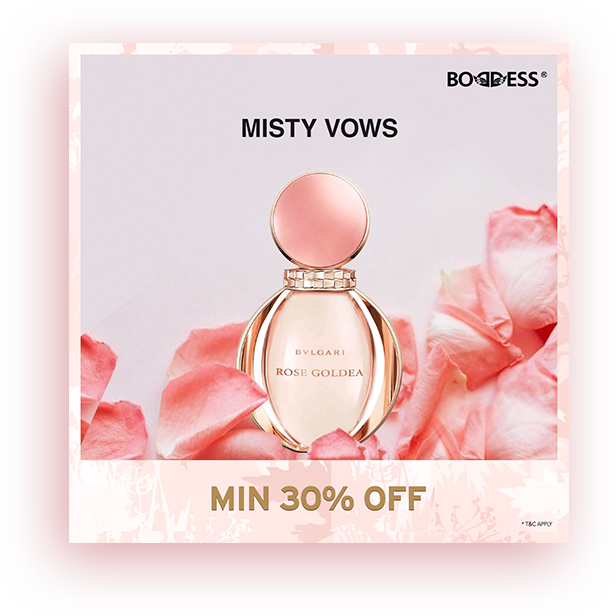 BODDESS®
MISTY VOWS
BVLGARI
ROSE GOLDEA
MIN 30% OFF
* T&C APPLY